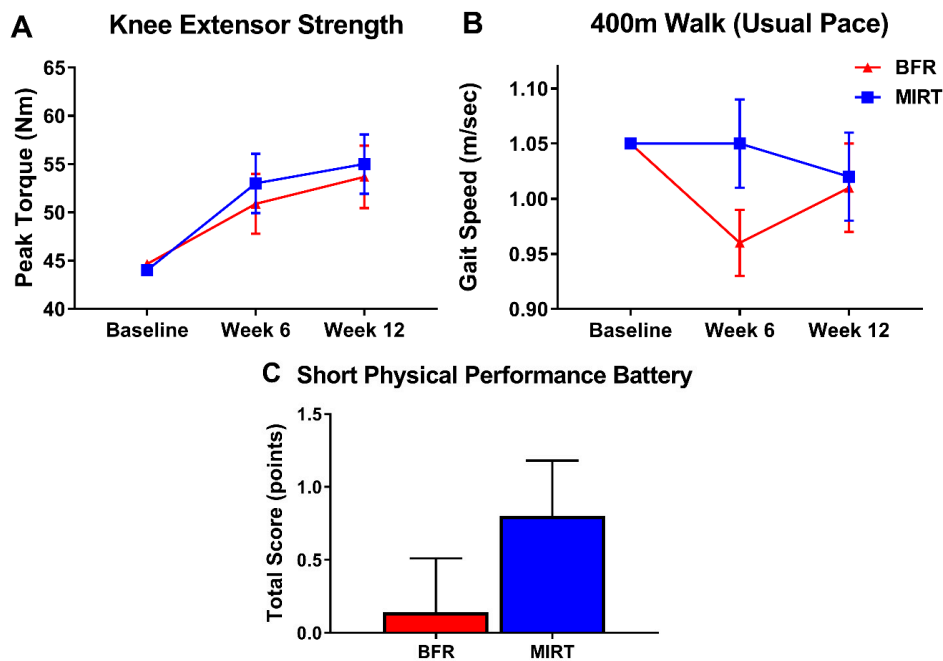 A Knee Extensor Strength
Peak Torque (Nm)
65
60
55
50
45
40
Baseline Week 6 Week 12
B 400m Walk (Usual Pace)
BFR
MIRT
Gait Speed (m/sec)
1.10
1.05
1.00
0.95
0.90
Baseline Week 6 Week 12
C Short Physical Performance Battery
Total Score (points)
1.5
1.0
0.5
0.0
BFR MIRT